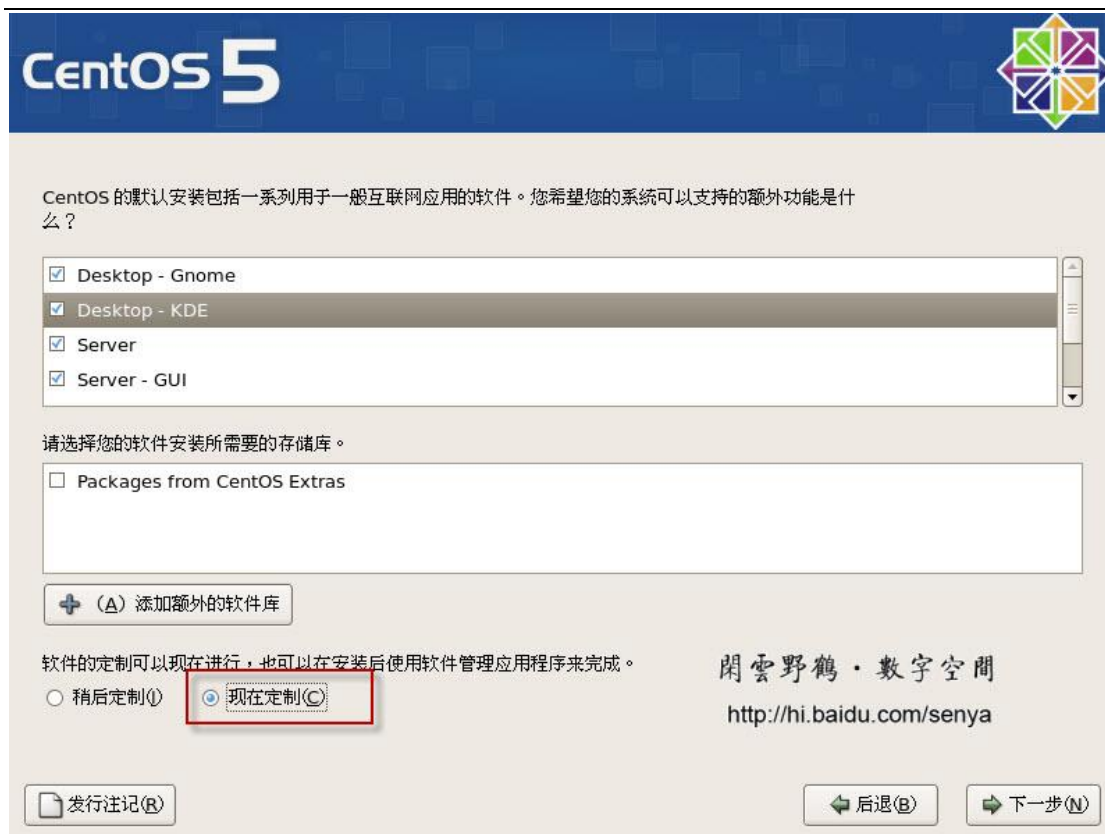 CentOS 5
CentOS 的默认安装包括一系列用于一般互联网应用的软件。您希望您的系统可以支持的额外功能是什
么？
Desktop - Gnome
Desktop - KDE
Server
Server - GUI
请选择您的软件安装所需要的存储库。
Packages from CentOS Extras
(A) 添加额外的软件库
软件的定制可以现在进行，也可以在安装后使用软件管理应用程序来完成。
稍后定制(l) 现在定制(C)
閑雲野鶴·數字空間
http://hi.baidu.com/senya
发行注记(R) 后退(B) 下一步(N)